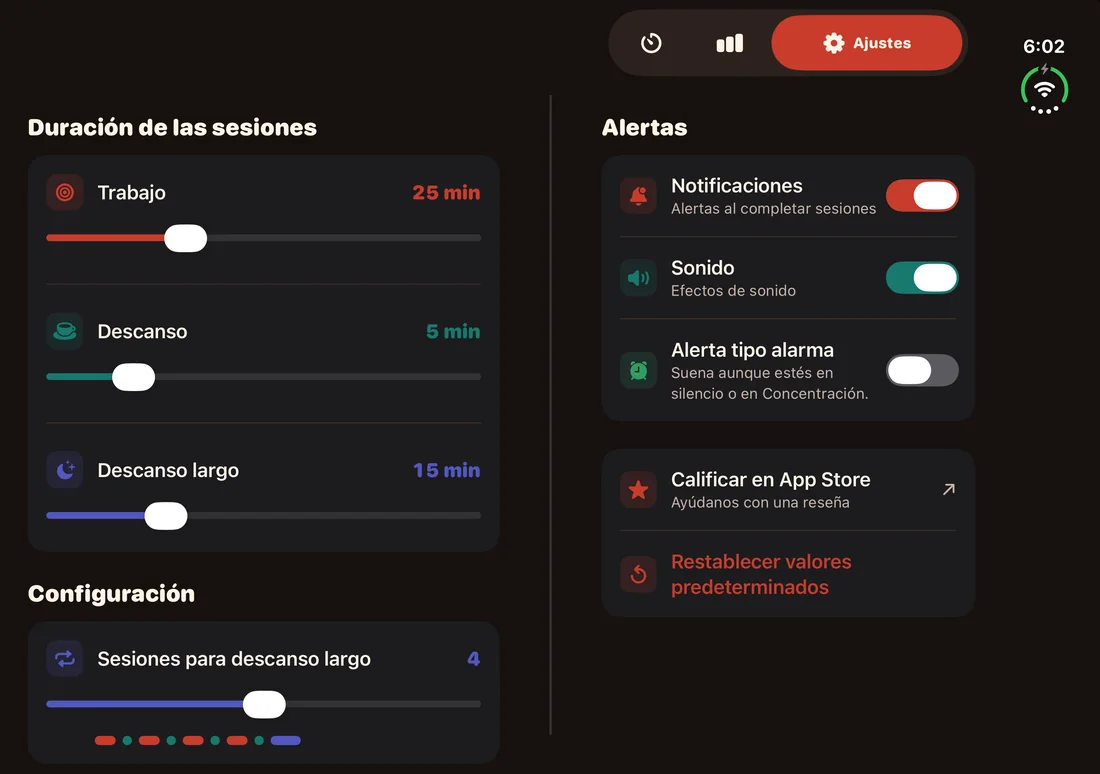 Ajustes
6:02
Duración de las sesiones
Trabajo
25 min
Descanso
5 min
Descanso largo
15 min
Configuración
Sesiones para descanso largo
4
Alertas
Notificaciones
Alertas al completar sesiones
Sonido
Efectos de sonido
Alerta tipo alarma
Suena aunque estés en
silencio o en Concentración.
Calificar en App Store
Ayúdanos con una reseña
Restablecer valores
predeterminados